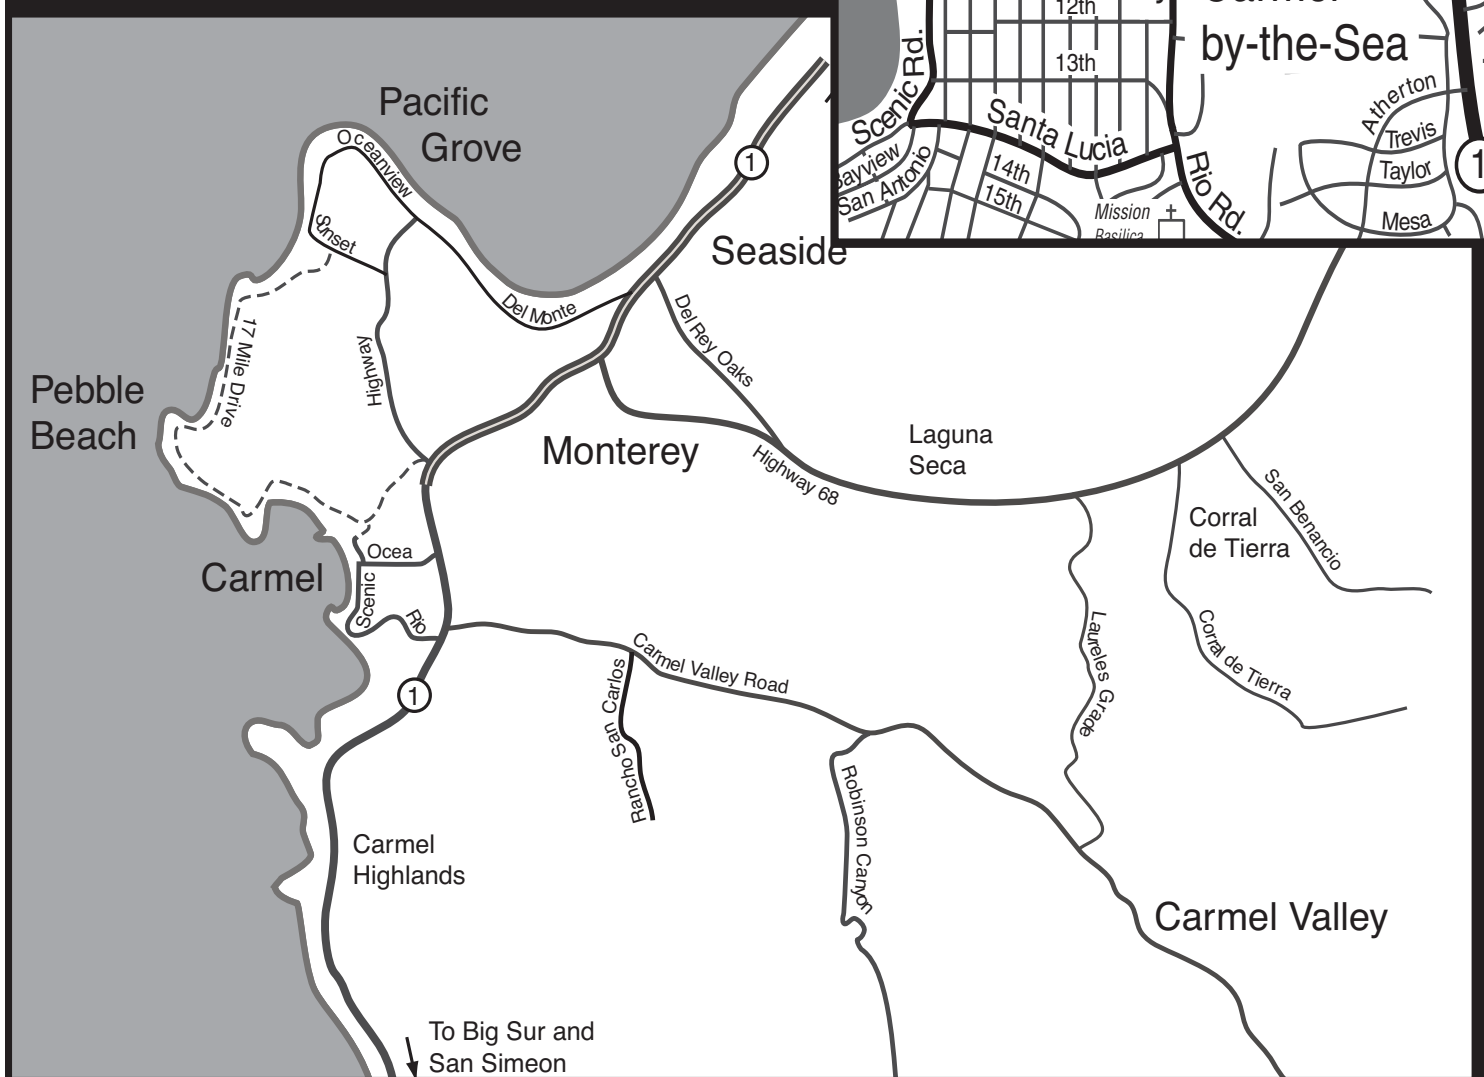 12th
by-the-Sea
13th
Scenic Rd.
Santa Lucia
Atherton
Trevis
Taylor
Mesa
1
14th
15th
San Antonio
Rio Rd.
Mission
Basilica
Pacific
Grove
Oceanview
Sunset
1
Seaside
Del Monte
Del Rey Oaks
17 Mile Drive
Highway
Pebble
Beach
Monterey
Highway 68
Laguna
Seca
Corral
de Tierra
San Benancio
Carmel
Ocea
Scenic
Rio
Carmel Valley Road
Rancho San Carlos
Laureles Grade
Corral de Tierra
1
Robinson Canyon
Carmel
Highlands
Carmel Valley
To Big Sur and
San Simeon